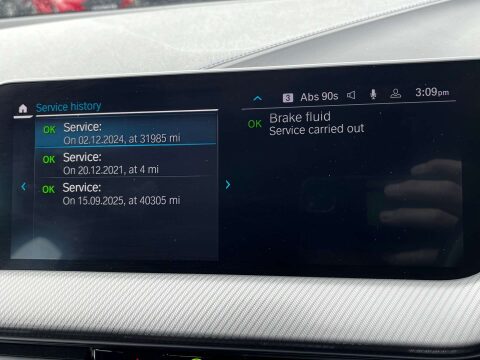 Service history
3 Abs 90s 3:09pm
OK Service:
On 02.12.2024, at 31985 mi
OK Service:
On 20.12.2021, at 4 mi
OK Service:
On 15.09.2025, at 40305 mi
OK Brake fluid
Service carried out